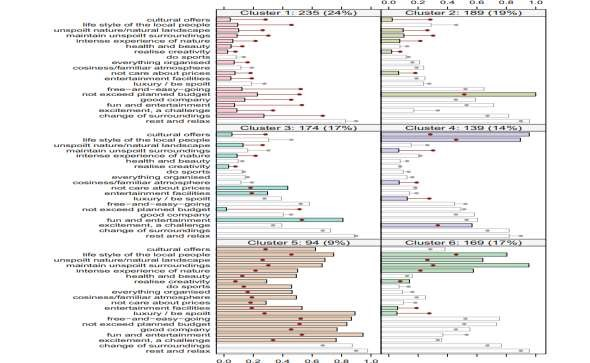 Cluster 1: 235 (24%)
Cluster 2: 189 (19%)
cultural offers
life style of the local people
unspoilt nature/natural landscape
maintain unspoilt surroundings
intense experience of nature
health and beauty
realise creativity
do sports
everything organised
cosiness/familiar atmosphere
not care about prices
entertainment facilities
luxury / be spoilt
free-and-easy-going
not exceed planned budget
good company
fun and entertainment
excitement, a challenge
change of surroundings
rest and relax
Cluster 3: 174 (17%)
Cluster 4: 139 (14%)
cultural offers
life style of the local people
unspoilt nature/natural landscape
maintain unspoilt surroundings
intense experience of nature
health and beauty
realise creativity
do sports
everything organised
cosiness/familiar atmosphere
not care about prices
entertainment facilities
luxury / be spoilt
free-and-easy-going
not exceed planned budget
good company
fun and entertainment
excitement, a challenge
change of surroundings
rest and relax
Cluster 5: 94 (9%)
Cluster 6: 169 (17%)
cultural offers
life style of the local people
unspoilt nature/natural landscape
maintain unspoilt surroundings
intense experience of nature
health and beauty
realise creativity
do sports
everything organised
cosiness/familiar atmosphere
not care about prices
entertainment facilities
luxury / be spoilt
free-and-easy-going
not exceed planned budget
good company
fun and entertainment
excitement, a challenge
change of surroundings
rest and relax
0.0 0.2 0.4 0.6 0.8 1.0
0.0 0.2 0.4 0.6 0.8 1.0